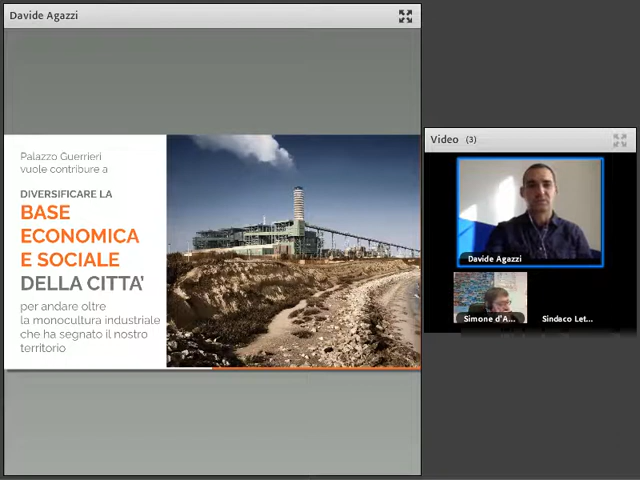 Davide Agazzi
Palazzo Guerrieri
vuole contribuire a
DIVERSIFICARE LA
BASE
ECONOMICA
E SOCIALE
DELLA CITTA'
per andare oltre
la monocultura industriale
che ha segnato il nostro
territorio
Video (3)
Davide Agazzi
Simone d'A...
Sindaco Let...